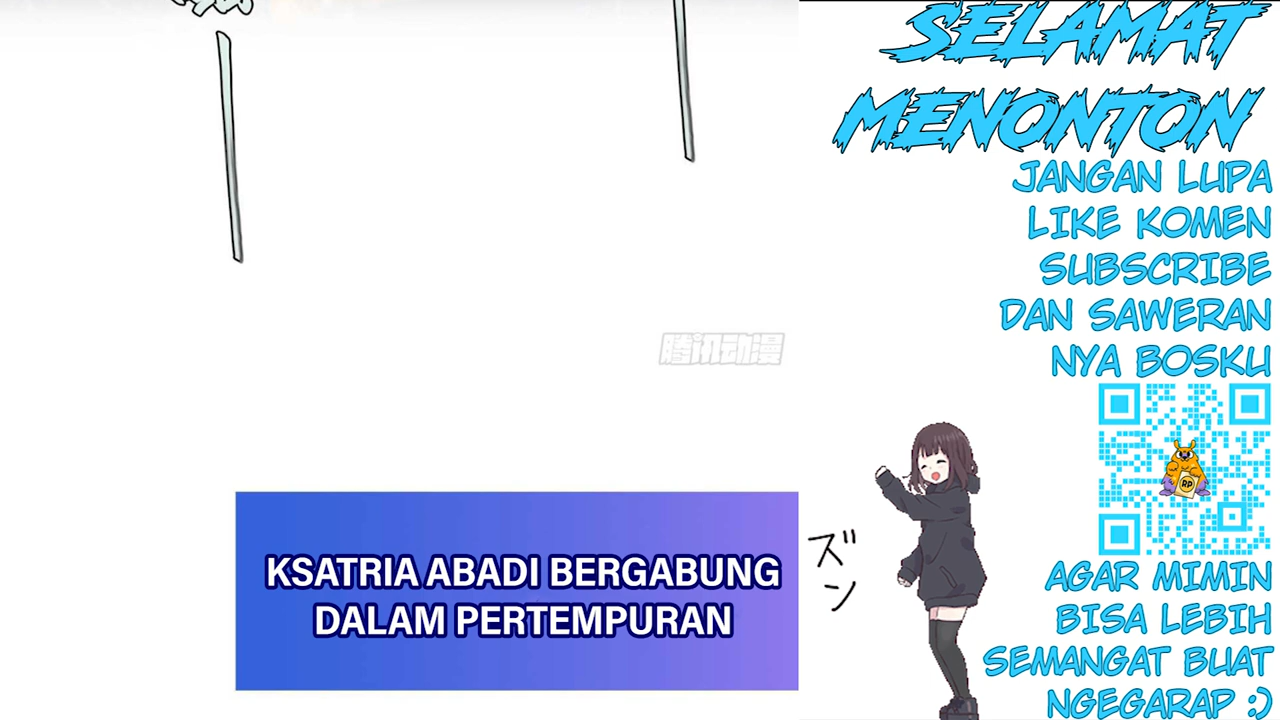 腾讯动漫
KSATRIA ABADI BERGABUNG
DALAM PERTEMPURAN
SELAMAT
MENONTON
JANGAN LUPA
LIKE KOMEN
SUBSCRIBE
DAN SAWERAN
NYA BOSKU
RP
AGAR MIMIN
BISA LEBIH
SEMANGAT BUAT
NGEGARAP :)
ズン